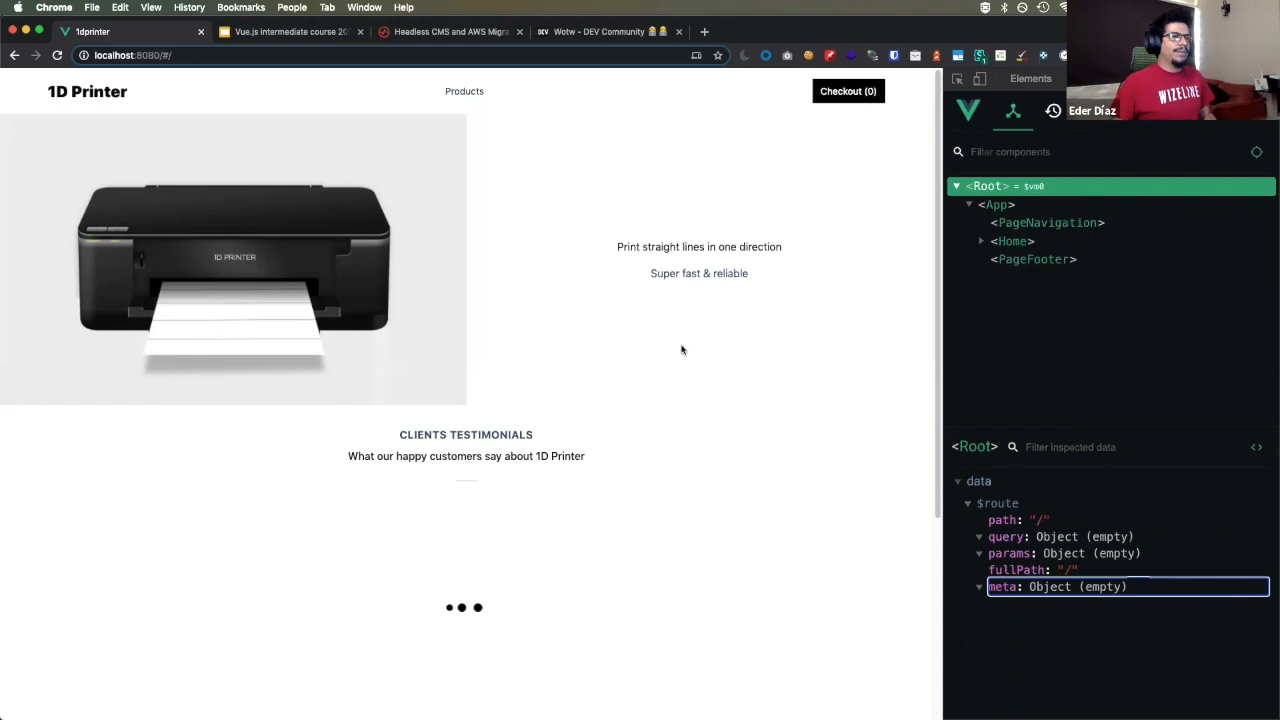 Chrome File Edit View History Bookmarks People Tab Window Help
1dprinter
Vue.js intermediate course 20
Headless CMS and AWS Migra
DEV Wotw - DEV Community
localhost:8080/#/
Elements
WIZELINE
Eder Díaz
1D Printer
Products
Checkout (0)
1D PRINTER
Print straight lines in one direction
Super fast & reliable
CLIENTS TESTIMONIALS
What our happy customers say about 1D Printer
Filter components
<Root> = $vm0
<App>
<PageNavigation>
<Home>
<PageFooter>
<Root> Filter inspected data
data
$route
path: "/"
query: Object (empty)
params: Object (empty)
fullPath: "/"
meta: Object (empty)